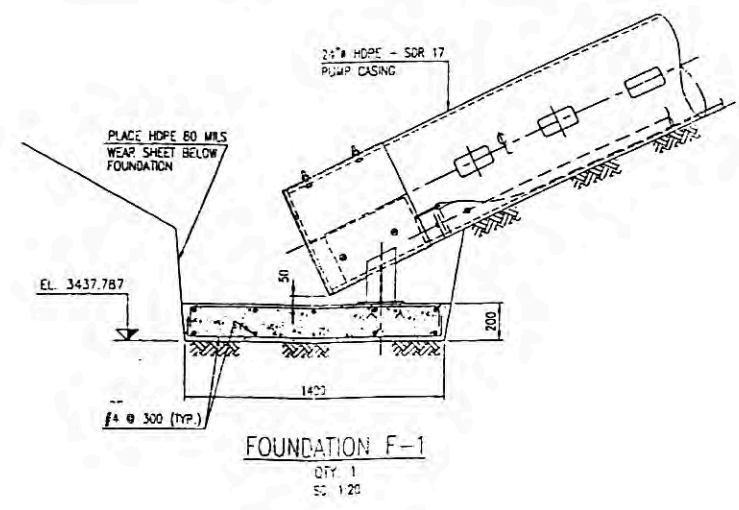 24"ø HDPE - SDR 17
PUMP CASING
PLACE HDPE 80 MILS
WEAR SHEET BELOW
FOUNDATION
50
EL. 3437.787
200
1400
#4 @ 300 (TYP.)
FOUNDATION F-1
QTY. 1
SC. 1:20